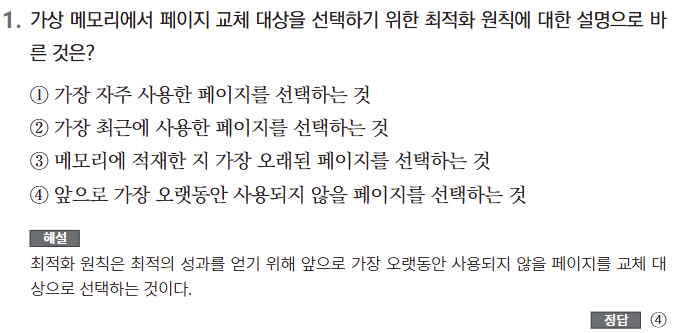 1. 가상 메모리에서 페이지 교체 대상을 선택하기 위한 최적화 원칙에 대한 설명으로 바
른 것은?
① 가장 자주 사용한 페이지를 선택하는 것
② 가장 최근에 사용한 페이지를 선택하는 것
③ 메모리에 적재한 지 가장 오래된 페이지를 선택하는 것
④ 앞으로 가장 오랫동안 사용되지 않을 페이지를 선택하는 것
해설
최적화 원칙은 최적의 성과를 얻기 위해 앞으로 가장 오랫동안 사용되지 않을 페이지를 교체 대
상으로 선택하는 것이다.
정답 ④